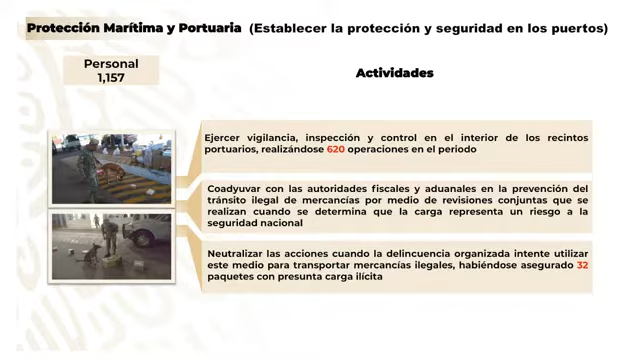 Protección Marítima y Portuaria (Establecer la protección y seguridad en los puertos)
Personal
1,157
Actividades
Ejercer vigilancia, inspección y control en el interior de los recintos
portuarios, realizándose 620 operaciones en el periodo
Coadyuvar con las autoridades fiscales y aduanales en la prevención del
tránsito ilegal de mercancías por medio de revisiones conjuntas que se
realizan cuando se determina que la carga representa un riesgo a la
seguridad nacional
Neutralizar las acciones cuando la delincuencia organizada intente utilizar
este medio para transportar mercancías ilegales, habiéndose asegurado 32
paquetes con presunta carga ilícita